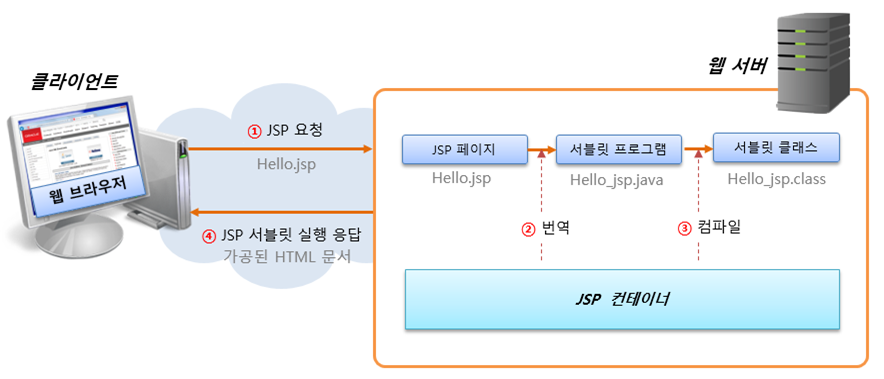 클라이언트
웹 브라우저
① JSP 요청
Hello.jsp
④ JSP 서블릿 실행 응답
가공된 HTML 문서
웹 서버
JSP 페이지
Hello.jsp
서블릿 프로그램
Hello_jsp.java
서블릿 클래스
Hello_jsp.class
② 번역
③ 컴파일
JSP 컨테이너